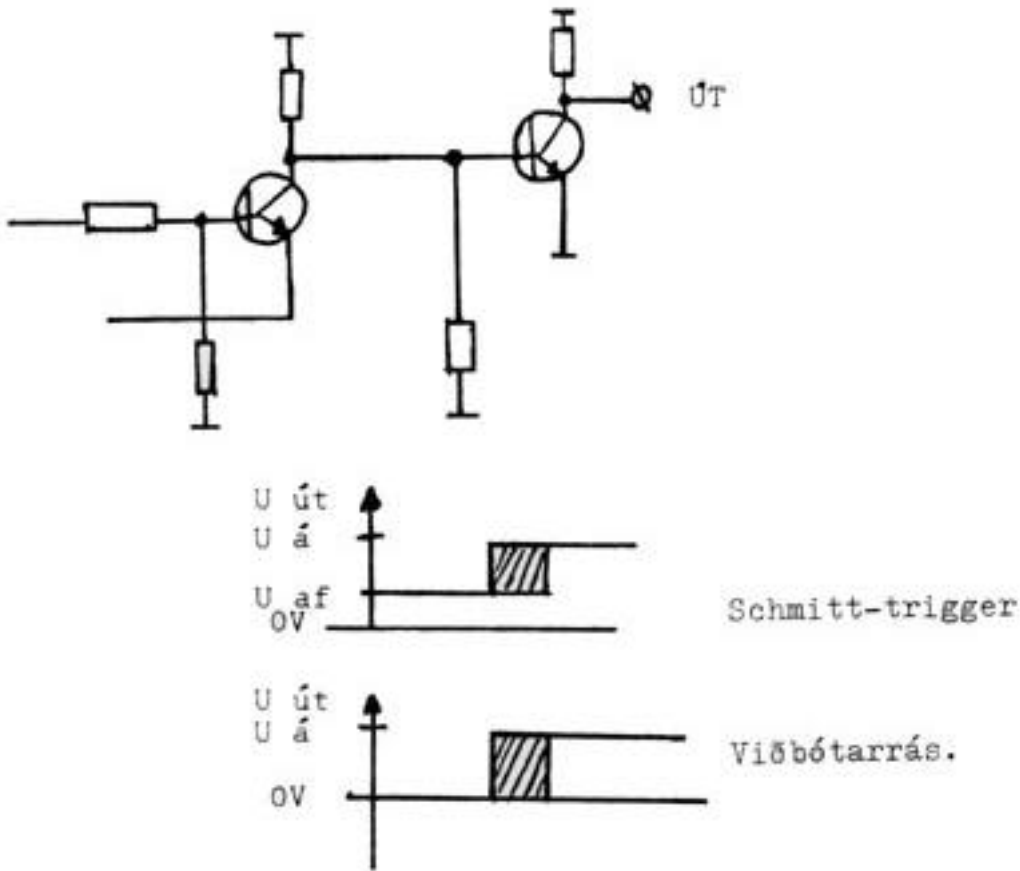 ÚT
U út
U á
U af
0V
Schmitt-trigger
U út
U á
0V
Viðbótarrás.